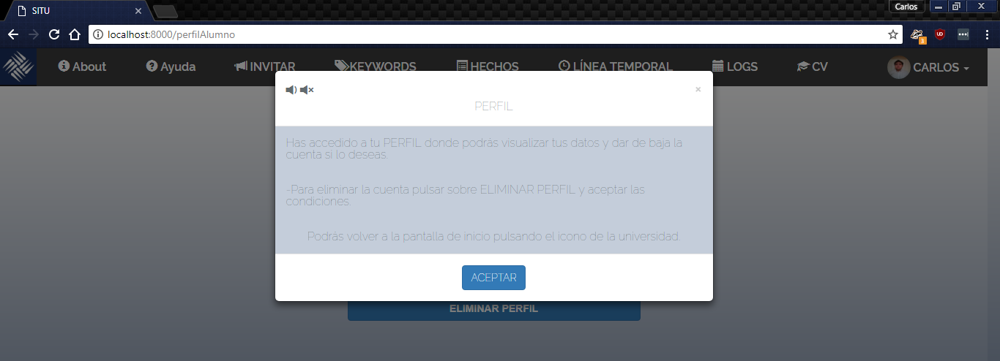 SITU
Carlos
localhost:8000/perfilAlumno
UD
3
About Ayuda INVITAR KEYWORDS HECHOS LÍNEA TEMPORAL LOGS CV CARLOS
×
PERFIL
Has accedido a tu PERFIL donde podrás visualizar tus datos y dar de baja la
cuenta si lo deseas.
-Para eliminar la cuenta pulsar sobre ELIMINAR PERFIL y aceptar las
condiciones.
Podrás volver a la pantalla de inicio pulsando el icono de la universidad.
ACEPTAR
ELIMINAR PERFIL